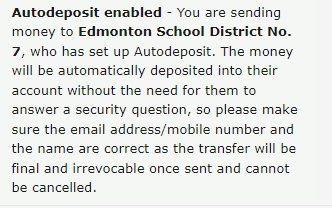 Autodeposit enabled - You are sending
money to Edmonton School District No.
7, who has set up Autodeposit. The money
will be automatically deposited into their
account without the need for them to
answer a security question, so please make
sure the email address/mobile number and
the name are correct as the transfer will be
final and irrevocable once sent and cannot
be cancelled.